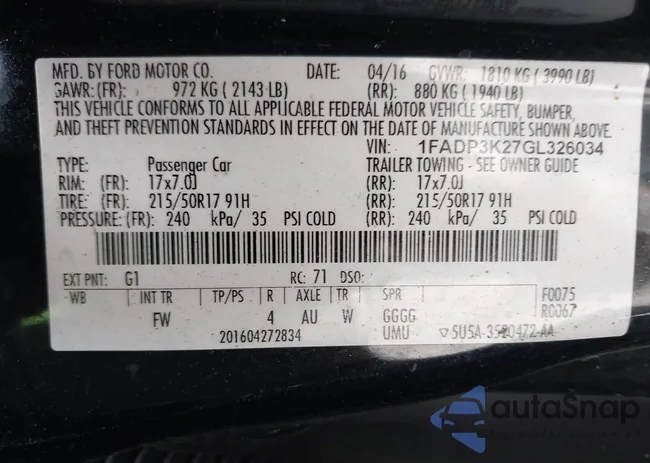 MFD. BY FORD MOTOR CO. DATE: 04/16 GVWR: 1810 KG ( 3990 LB)
GAWR: (FR): 972 KG ( 2143 LB) (RR): 880 KG ( 1940 LB)
THIS VEHICLE CONFORMS TO ALL APPLICABLE FEDERAL MOTOR VEHICLE SAFETY, BUMPER,
AND THEFT PREVENTION STANDARDS IN EFFECT ON THE DATE OF MANUFACTURE SHOWN ABOVE.
VIN: 1FADP3K27GL326034
TYPE: Passenger Car TRAILER TOWING - SEE OWNER GUIDE
RIM: (FR): 17x7.0J (RR): 17x7.0J
TIRE: (FR): 215/50R17 91H (RR): 215/50R17 91H
PRESSURE: (FR): 240 kPa/ 35 PSI COLD (RR): 240 kPa/ 35 PSI COLD
EXT PNT: G1 RC: 71 DSO:
WB INT TR TP/PS R AXLE TR SPR F0075
FW 4 AU W GGGG R0067
201604272834 UMU 5U5A-3520472-AA
autoSnap